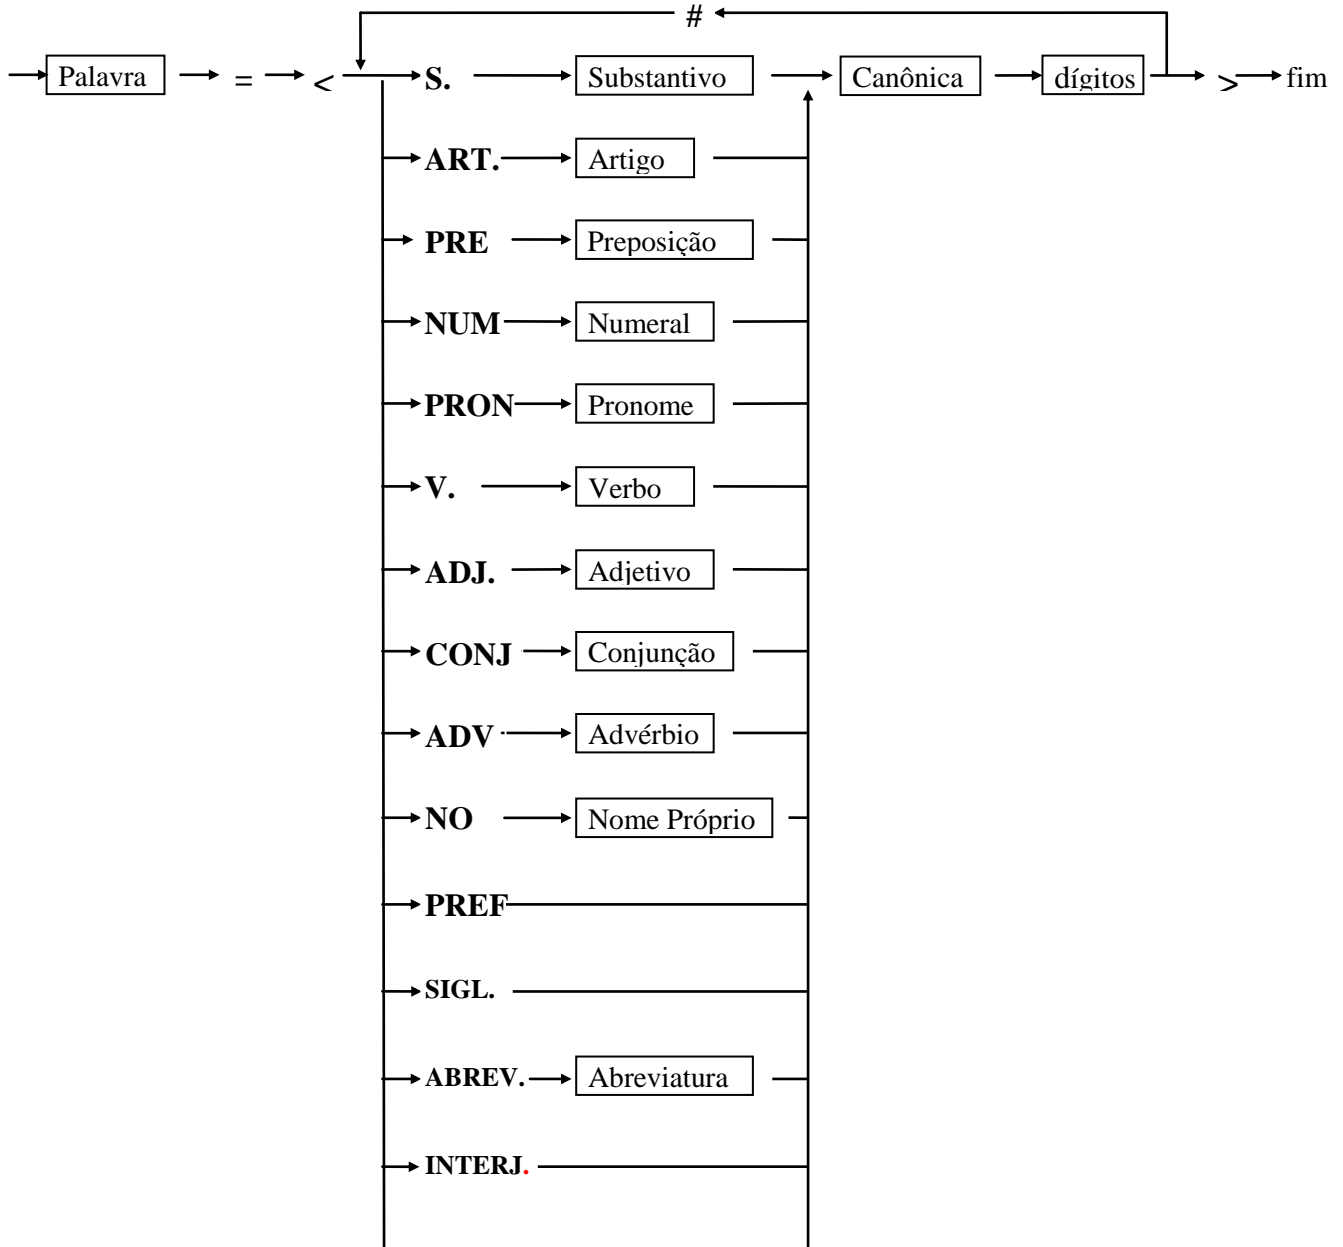 #
Palavra = < S. Substantivo Canônica dígitos > fim
ART. Artigo
PRE Preposição
NUM Numeral
PRON Pronome
V. Verbo
ADJ. Adjetivo
CONJ Conjunção
ADV Advérbio
NO Nome Próprio
PREF
SIGL.
ABREV. Abreviatura
INTERJ.